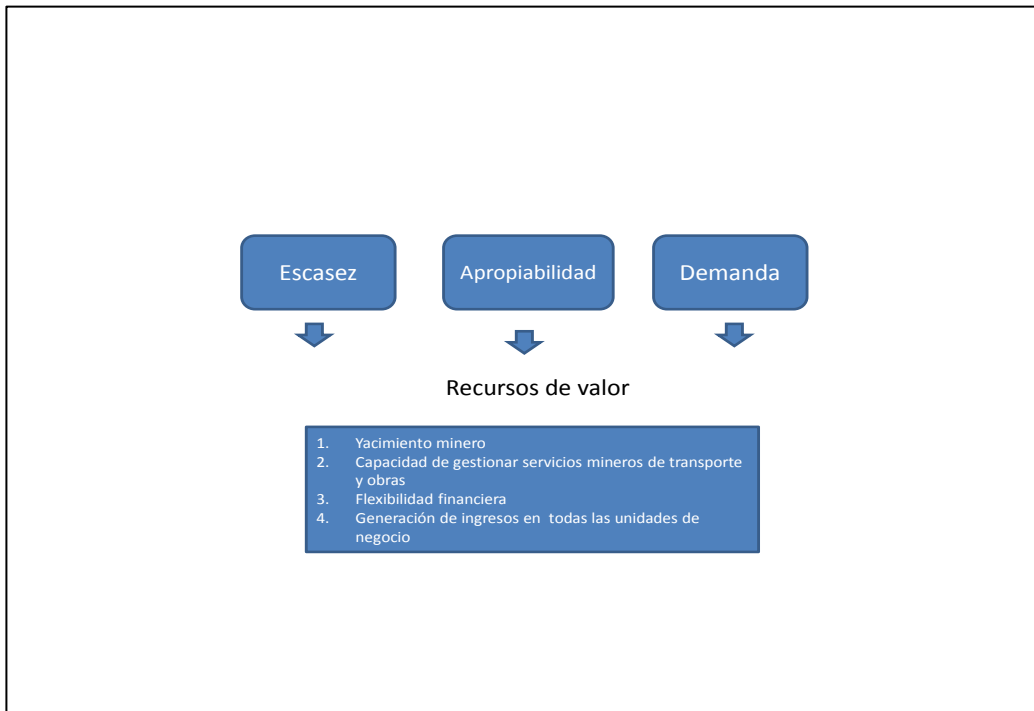 Escasez
Apropiabilidad
Demanda
Recursos de valor
1. Yacimiento minero
2. Capacidad de gestionar servicios mineros de transporte
y obras
3. Flexibilidad financiera
4. Generación de ingresos en todas las unidades de
negocio